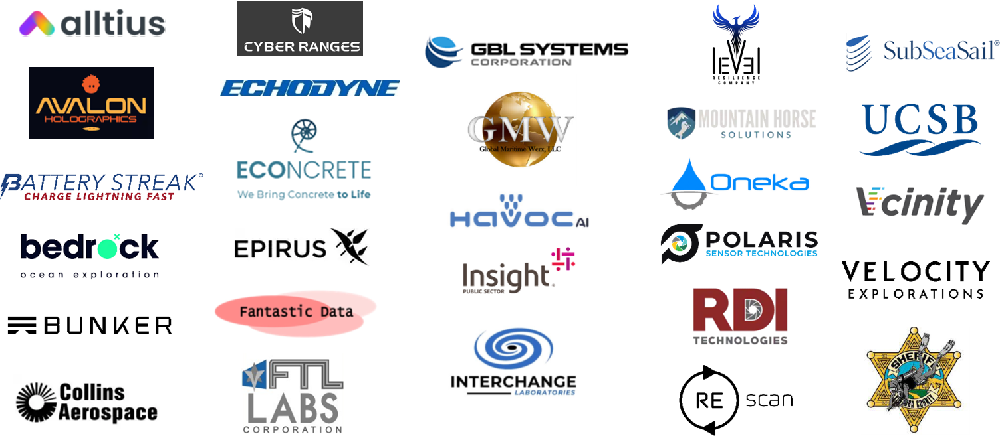 alltius
AVALON
HOLOGRAPHICS
BATTERY STREAK
CHARGE LIGHTNING FAST
bedrock
ocean exploration
BUNKER
Collins
Aerospace
CYBER RANGES
ECHODYNE
ECONCRETE
We Bring Concrete to Life
EPIRUS
Fantastic Data
FTL
LABS
CORPORATION
GBL SYSTEMS
CORPORATION
GMW
Global Maritime Werx, LLC
HAVOC AI
Insight
PUBLIC SECTOR
INTERCHANGE
LABORATORIES
lEVEl
RESILIENCE
COMPANY
MOUNTAIN HORSE
SOLUTIONS
Oneka
POLARIS
SENSOR TECHNOLOGIES
RDI
TECHNOLOGIES
RE scan
SubSeaSail®
UCSB
Vcinity
VELOCITY
EXPLORATIONS
SHERIFF
COUNTY